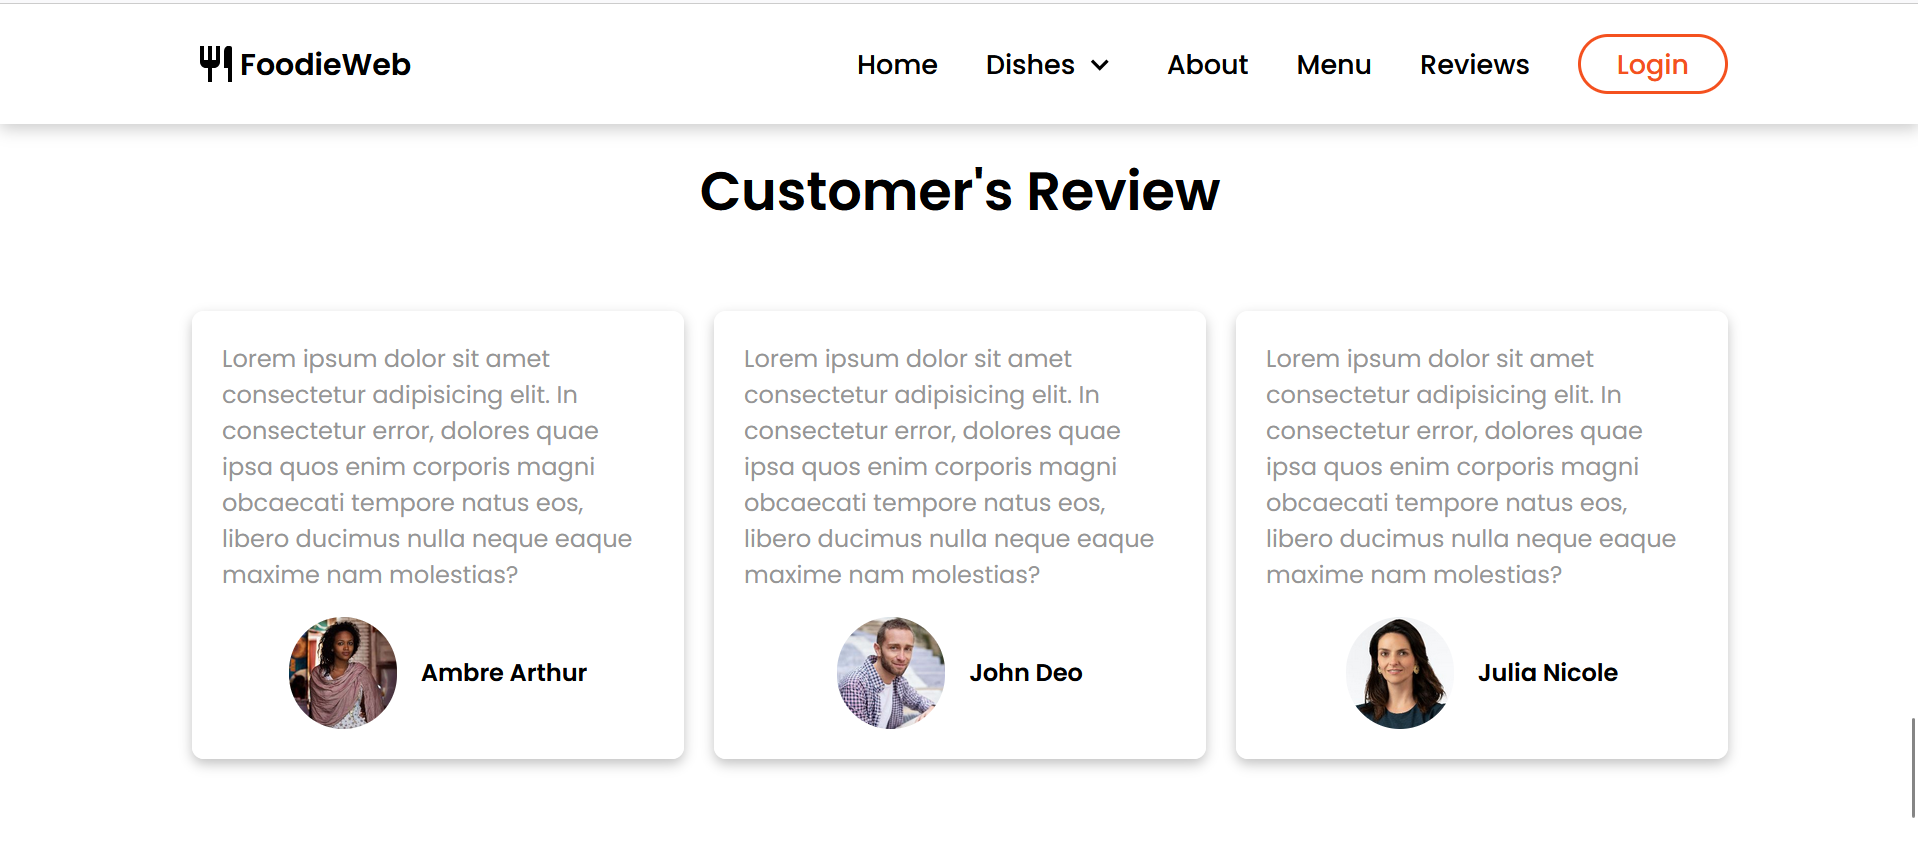 FoodieWeb
Home Dishes About Menu Reviews Login
Customer's Review
Lorem ipsum dolor sit amet
consectetur adipisicing elit. In
consectetur error, dolores quae
ipsa quos enim corporis magni
obcaecati tempore natus eos,
libero ducimus nulla neque eaque
maxime nam molestias?
Ambre Arthur
Lorem ipsum dolor sit amet
consectetur adipisicing elit. In
consectetur error, dolores quae
ipsa quos enim corporis magni
obcaecati tempore natus eos,
libero ducimus nulla neque eaque
maxime nam molestias?
John Deo
Lorem ipsum dolor sit amet
consectetur adipisicing elit. In
consectetur error, dolores quae
ipsa quos enim corporis magni
obcaecati tempore natus eos,
libero ducimus nulla neque eaque
maxime nam molestias?
Julia Nicole